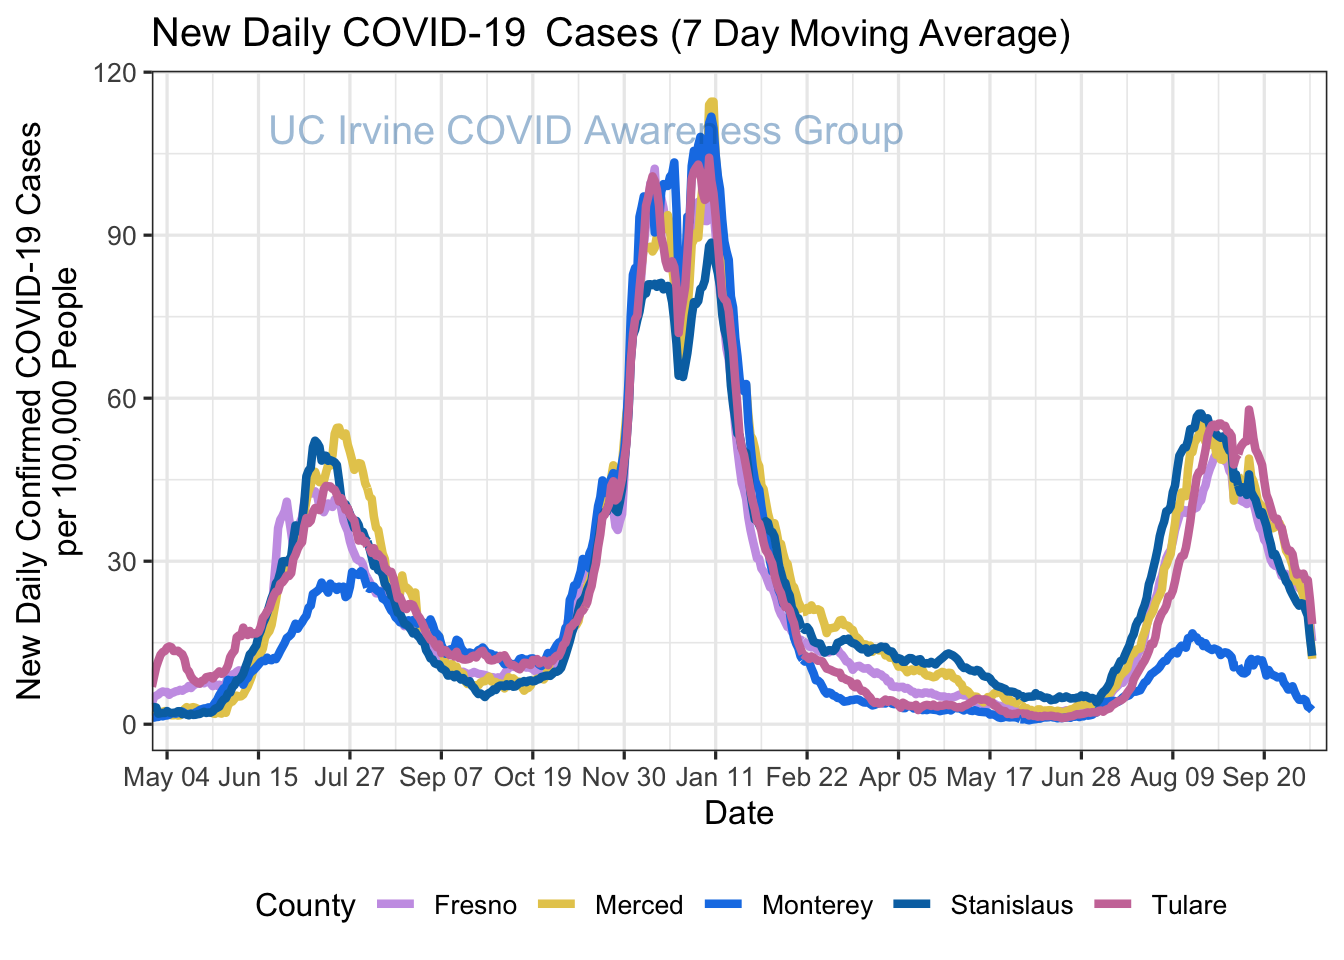 New Daily COVID-19  Cases (7 Day Moving Average)
UC Irvine COVID Awareness Group
New Daily Confirmed COVID-19 Cases
per 100,000 People
120
90
60
30
0
May 04 Jun 15 Jul 27 Sep 07 Oct 19 Nov 30 Jan 11 Feb 22 Apr 05 May 17 Jun 28 Aug 09 Sep 20
Date
County Fresno Merced Monterey Stanislaus Tulare